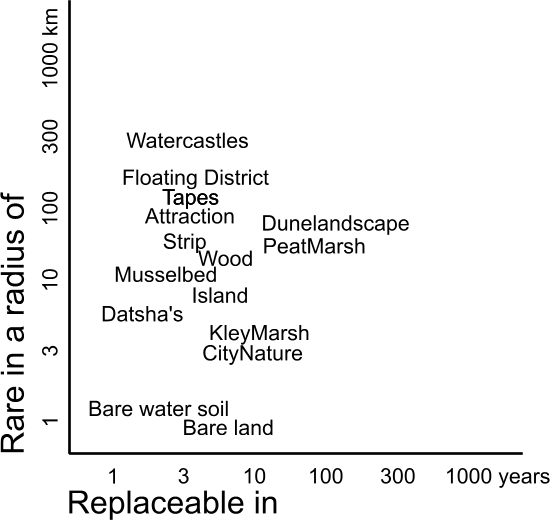 1000 km
Watercastles
300
Floating District
Tapes
100
Attraction
Dunelandscape
Strip
PeatMarsh
Wood
Musselbed
10
Island
Datsha's
KleyMarsh
3
CityNature
Bare water soil
1
Bare land
Rare in a radius of
1 3 10 100 300 1000 years
Replaceable in